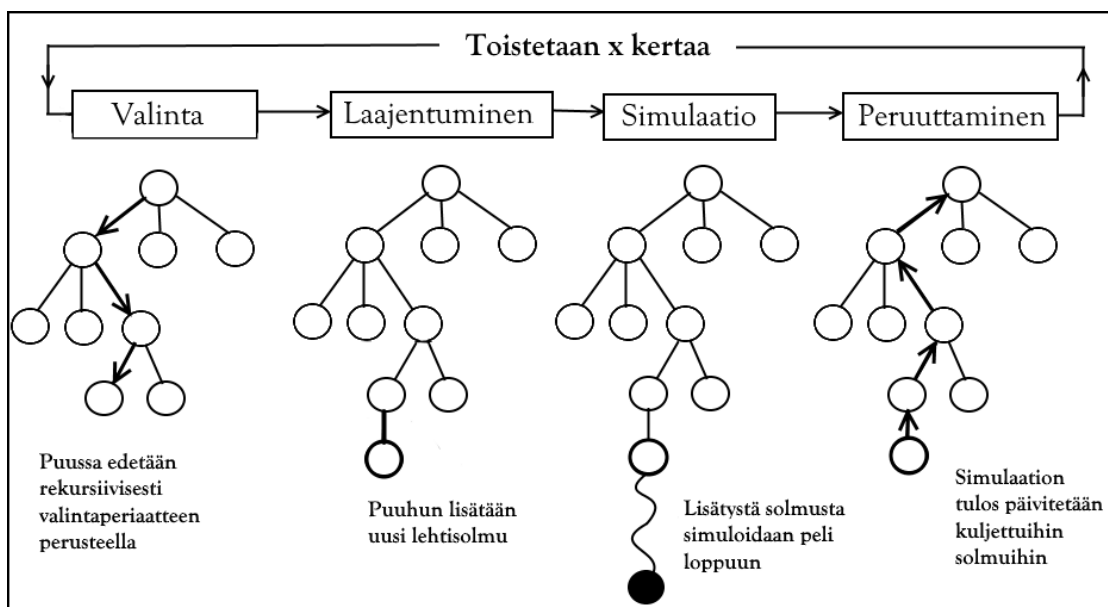 Toistetaan x kertaa
Valinta
Laajentuminen
Simulaatio
Peruuttaminen
Puussa edetään
rekursiivisesti
valintaperiaatteen
perusteella
Puuhun lisätään
uusi lehtisolmu
Lisätystä solmusta
simuloidaan peli
loppuun
Simulaation
tulos päivitetään
kuljettuihin
solmuihin